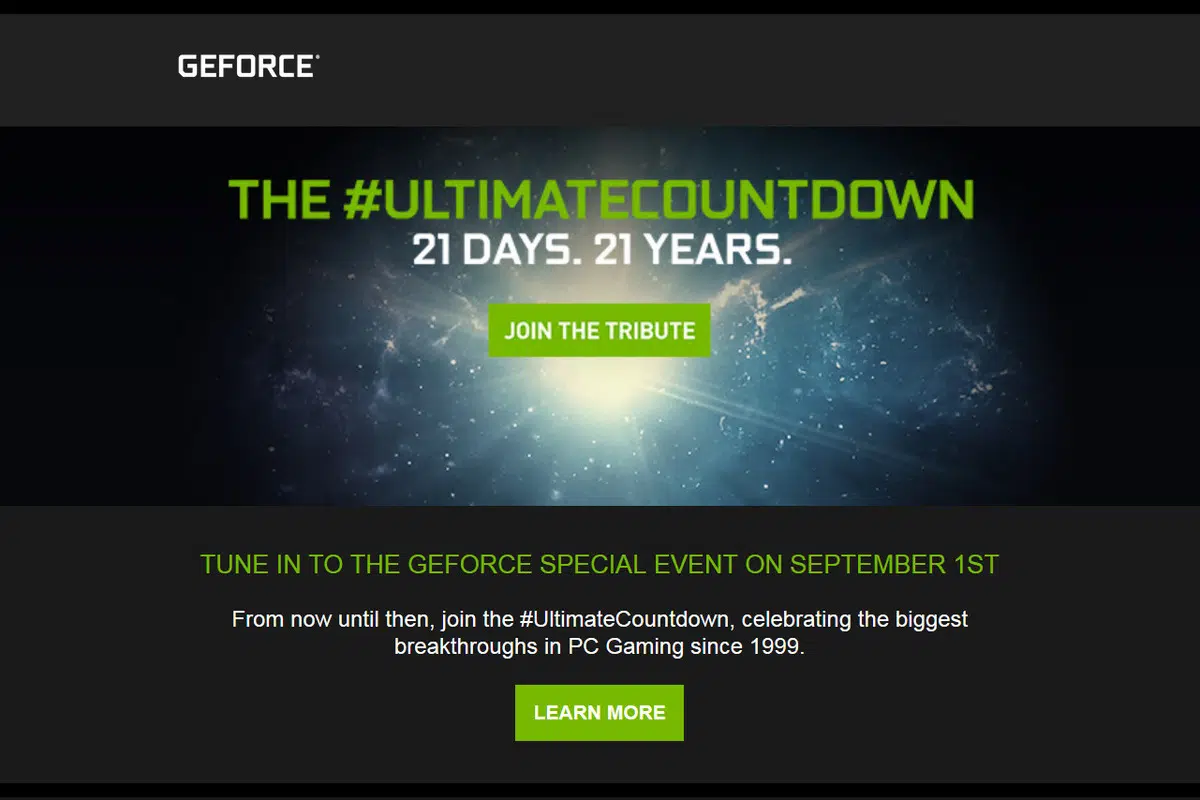 GEFORCE
THE #ULTIMATECOUNTDOWN
21 DAYS. 21 YEARS.
JOIN THE TRIBUTE
TUNE IN TO THE GEFORCE SPECIAL EVENT ON SEPTEMBER 1ST
From now until then, join the #UltimateCountdown, celebrating the biggest
breakthroughs in PC Gaming since 1999.
LEARN MORE